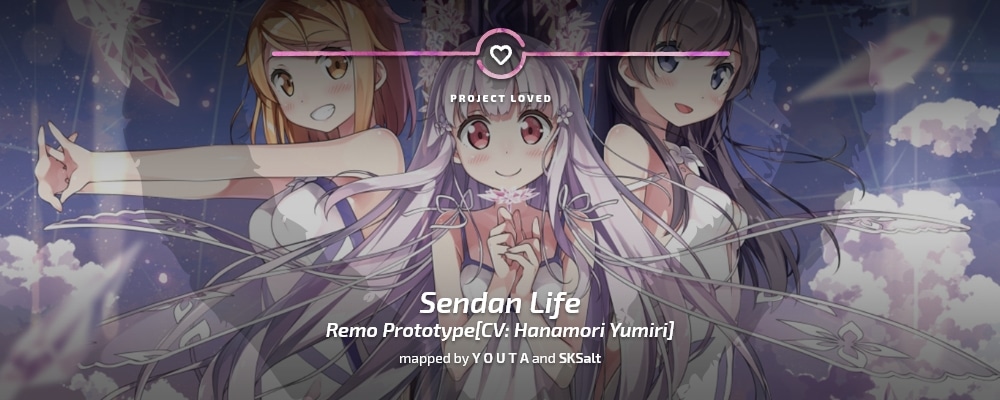 PROJECT LOVED
Sendan Life
Remo Prototype[CV: Hanamori Yumiri]
mapped by Y O U T A and SKSalt